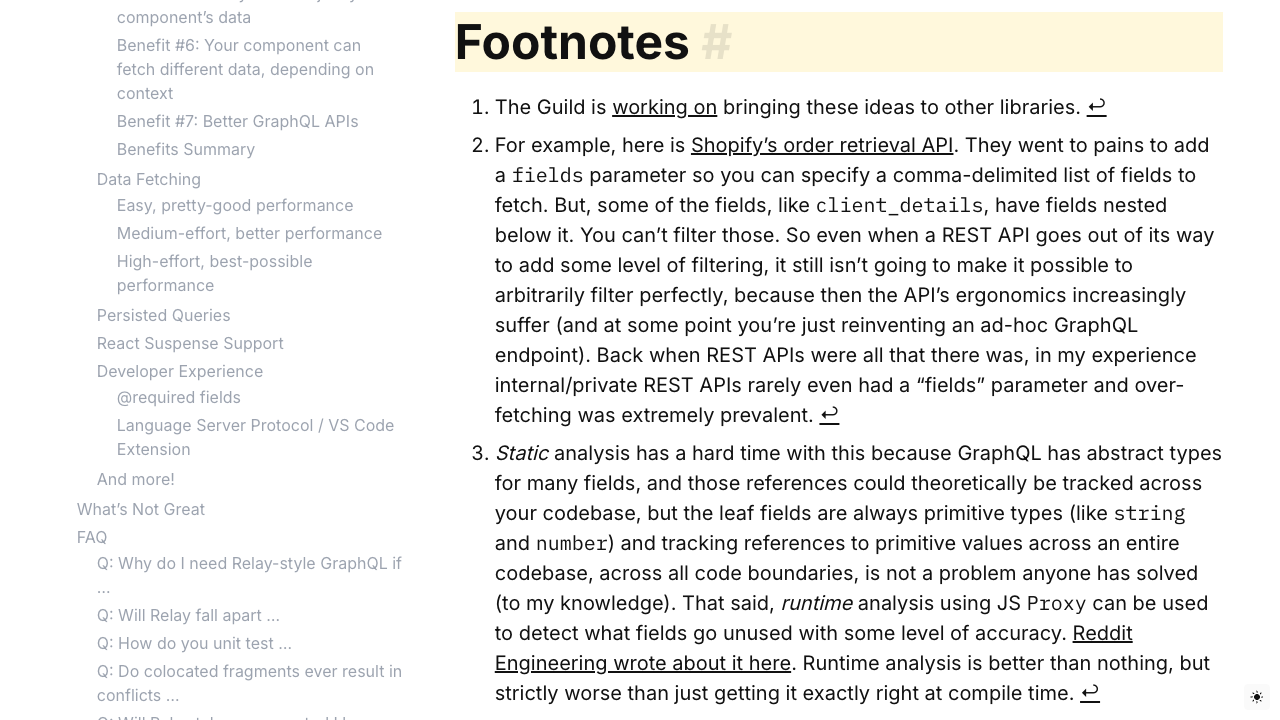 component’s data
Benefit #6: Your component can
fetch different data, depending on
context
Benefit #7: Better GraphQL APIs
Benefits Summary
Data Fetching
Easy, pretty-good performance
Medium-effort, better performance
High-effort, best-possible
performance
Persisted Queries
React Suspense Support
Developer Experience
@required fields
Language Server Protocol / VS Code
Extension
And more!
What’s Not Great
FAQ
Q: Why do I need Relay-style GraphQL if
…
Q: Will Relay fall apart …
Q: How do you unit test …
Q: Do colocated fragments ever result in
conflicts …
Footnotes #
1. The Guild is working on bringing these ideas to other libraries. ↩
2. For example, here is Shopify’s order retrieval API. They went to pains to add
a fields parameter so you can specify a comma-delimited list of fields to
fetch. But, some of the fields, like client_details, have fields nested
below it. You can’t filter those. So even when a REST API goes out of its way
to add some level of filtering, it still isn’t going to make it possible to
arbitrarily filter perfectly, because then the API’s ergonomics increasingly
suffer (and at some point you’re just reinventing an ad-hoc GraphQL
endpoint). Back when REST APIs were all that there was, in my experience
internal/private REST APIs rarely even had a “fields” parameter and over-
fetching was extremely prevalent. ↩
3. Static analysis has a hard time with this because GraphQL has abstract types
for many fields, and those references could theoretically be tracked across
your codebase, but the leaf fields are always primitive types (like string
and number) and tracking references to primitive values across an entire
codebase, across all code boundaries, is not a problem anyone has solved
(to my knowledge). That said, runtime analysis using JS Proxy can be used
to detect what fields go unused with some level of accuracy. Reddit
Engineering wrote about it here. Runtime analysis is better than nothing, but
strictly worse than just getting it exactly right at compile time. ↩